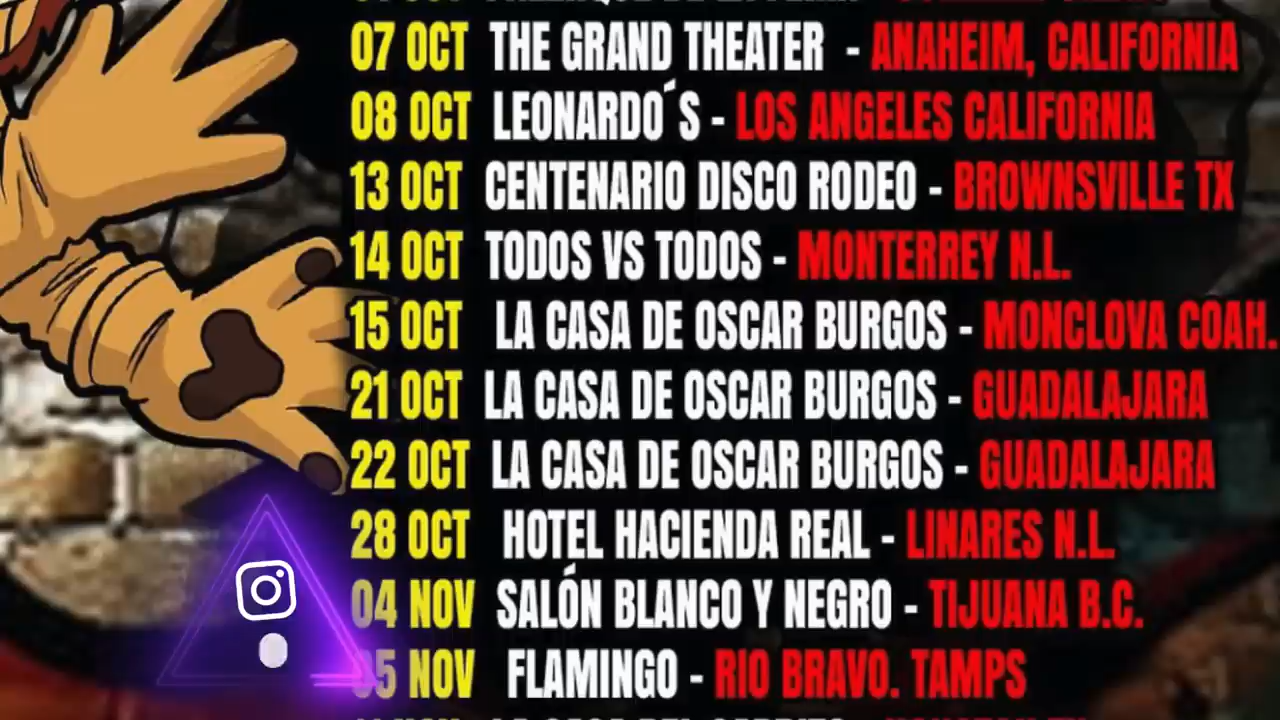 07 OCT THE GRAND THEATER - ANAHEIM, CALIFORNIA
08 OCT LEONARDO´S - LOS ANGELES CALIFORNIA
13 OCT CENTENARIO DISCO RODEO - BROWNSVILLE TX
14 OCT TODOS VS TODOS - MONTERREY N.L.
15 OCT LA CASA DE OSCAR BURGOS - MONCLOVA COAH.
21 OCT LA CASA DE OSCAR BURGOS - GUADALAJARA
22 OCT LA CASA DE OSCAR BURGOS - GUADALAJARA
28 OCT HOTEL HACIENDA REAL - LINARES N.L.
04 NOV SALÓN BLANCO Y NEGRO - TIJUANA B.C.
05 NOV FLAMINGO - RIO BRAVO. TAMPS